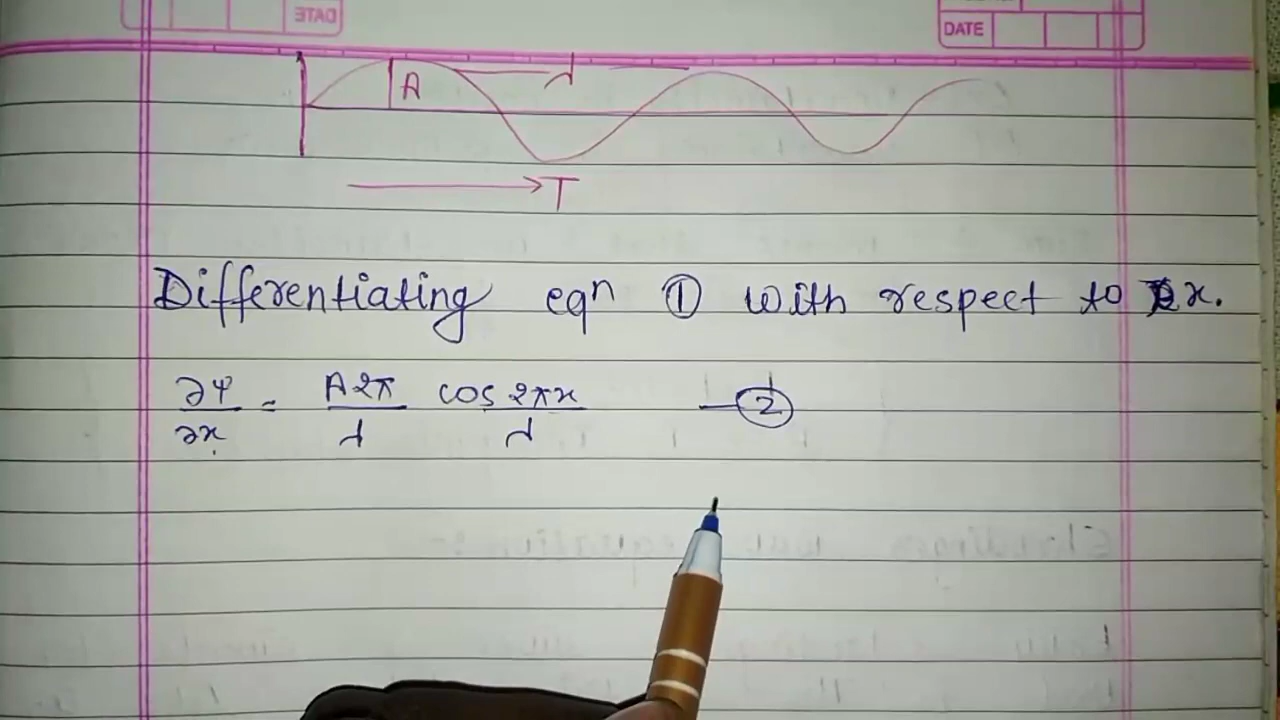 DATE
A λ
T
Differentiating eqn ① with respect to x.
∂Ψ/∂x = A2π/λ cos 2πx/λ —②